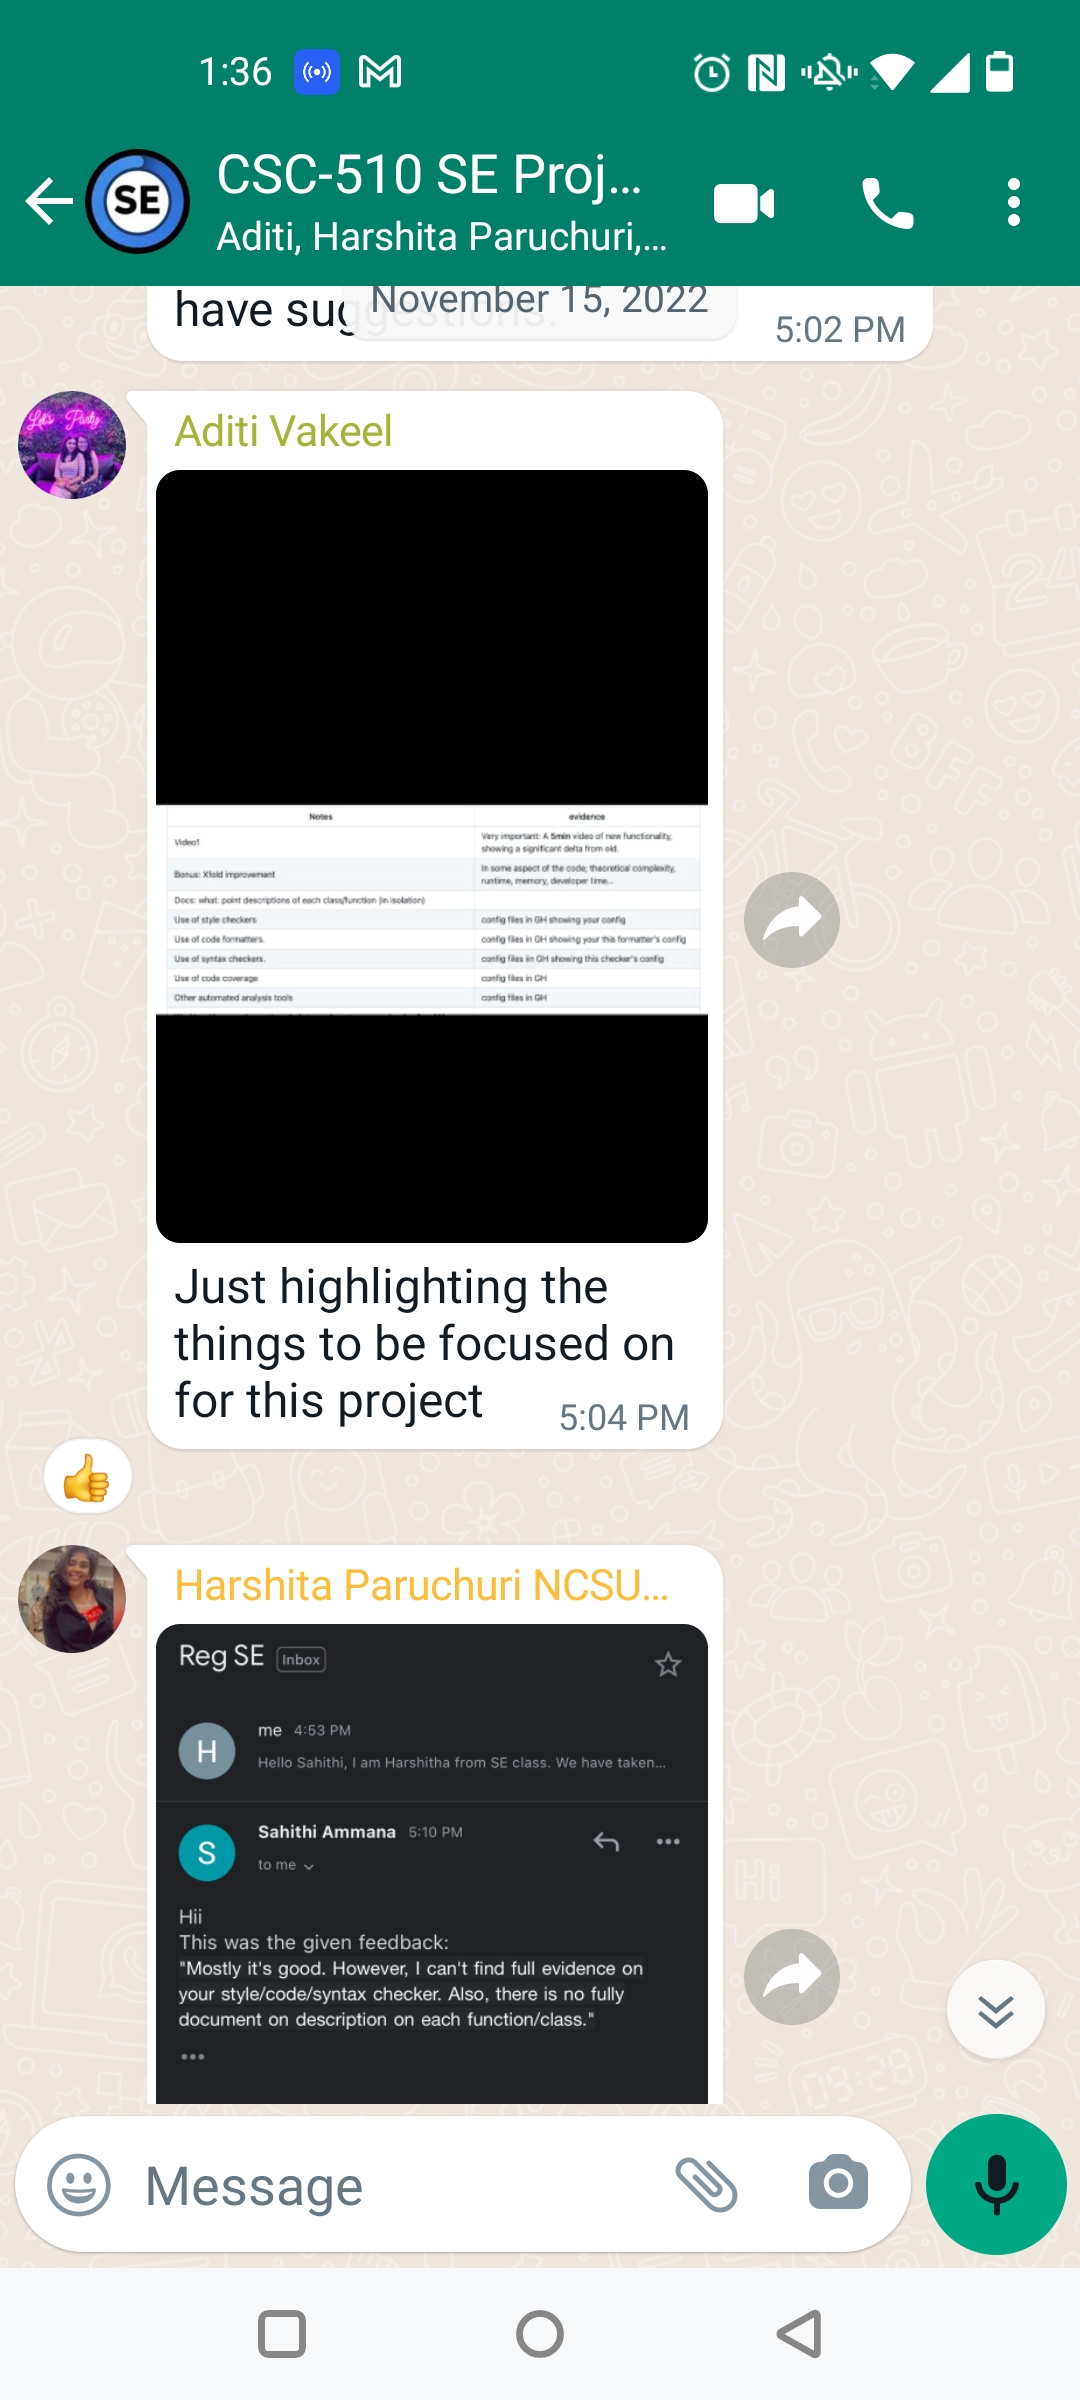 1:36
SE
CSC-510 SE Proj...
Aditi, Harshita Paruchuri,...
November 15, 2022
have suggestions.
5:02 PM
Let's Party
Aditi Vakeel
Notes evidence
Video1 Very important: A 5min video of new functionality, showing a significant delta from old.
Bonus: Xfold improvement In some aspect of the code; theoretical complexity, runtime, memory, developer time...
Docs: what: point descriptions of each class/function (in isolation)
Use of style checkers config files in GH showing your config
Use of code formatters. config files in GH showing your this formatter's config
Use of syntax checkers. config files iin GH showing this checker's config
Use of code coverage config files in GH
Other automated analysis tools config files in GH
Just highlighting the
things to be focused on
for this project
5:04 PM
Harshita Paruchuri NCSU...
Reg SE Inbox
H
me 4:53 PM
Hello Sahithi, I am Harshitha from SE class. We have taken...
S
Sahithi Ammana 5:10 PM
to me
Hii
This was the given feedback:
"Mostly it's good. However, I can't find full evidence on
your style/code/syntax checker. Also, there is no fully
document on description on each function/class."
Message